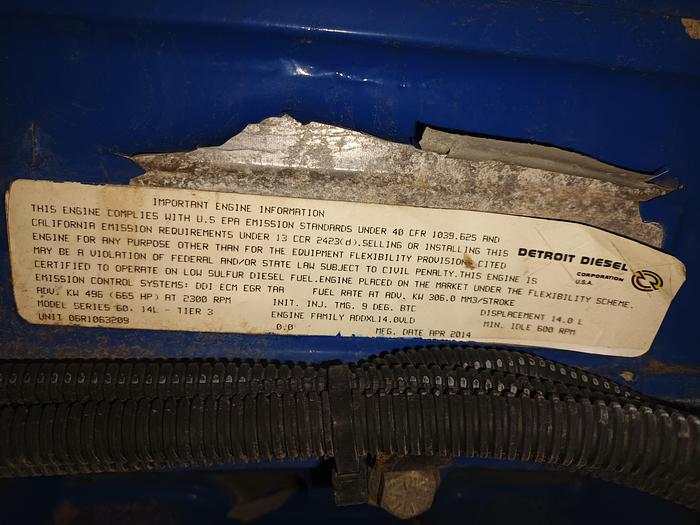 IMPORTANT ENGINE INFORMATION
THIS ENGINE COMPLIES WITH U.S EPA EMISSION STANDARDS UNDER 40 CFR 1039.625 AND
CALIFORNIA EMISSION REQUIREMENTS UNDER 13 CCR 2423(d).SELLING OR INSTALLING THIS
ENGINE FOR ANY PURPOSE OTHER THAN FOR THE EQUIPMENT FLEXIBILITY PROVISIONS CITED
MAY BE A VIOLATION OF FEDERAL AND/OR STATE LAW SUBJECT TO CIVIL PENALTY.THIS ENGINE IS
CERTIFIED TO OPERATE ON LOW SULFUR DIESEL FUEL.ENGINE PLACED ON THE MARKET UNDER THE FLEXIBILITY SCHEME.
EMISSION CONTROL SYSTEMS: DDI ECM EGR TAA FUEL RATE AT ADV. KW 306.0 MM3/STROKE
ADV. KW 496 (665 HP) AT 2300 RPM INIT. INJ. TMG. 9 DEG. BTC DISPLACEMENT 14.0 L
MODEL SERIES 60, 14L - TIER 3 ENGINE FAMILY ADDXL14.0VLD MIN. IDLE 600 RPM
UNIT 06R1063209 0.0 MFG. DATE APR 2014
DETROIT DIESEL
CORPORATION
U.S.A.